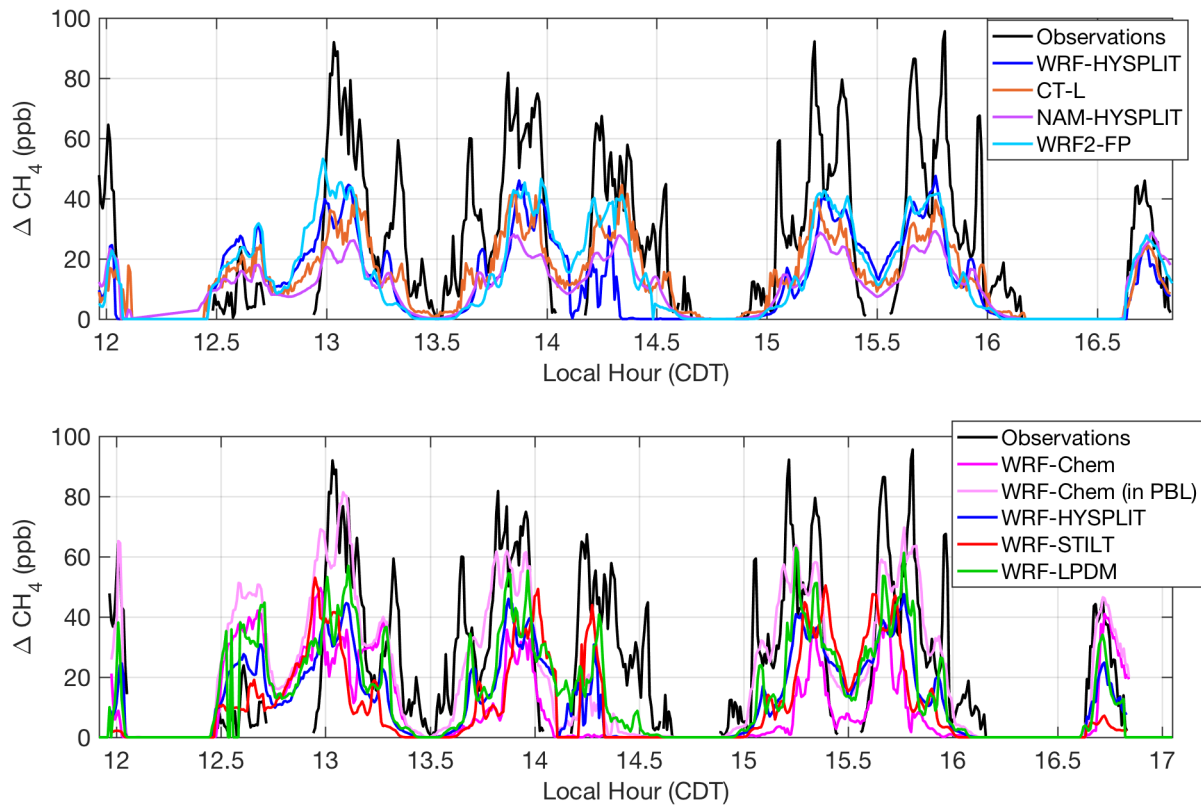 100
80
60
40
20
0
Δ CH4 (ppb)
Observations
WRF-HYSPLIT
CT-L
NAM-HYSPLIT
WRF2-FP
12 12.5 13 13.5 14 14.5 15 15.5 16 16.5
Local Hour (CDT)
100
80
60
40
20
0
Δ CH4 (ppb)
Observations
WRF-Chem
WRF-Chem (in PBL)
WRF-HYSPLIT
WRF-STILT
WRF-LPDM
12 12.5 13 13.5 14 14.5 15 15.5 16 16.5 17
Local Hour (CDT)